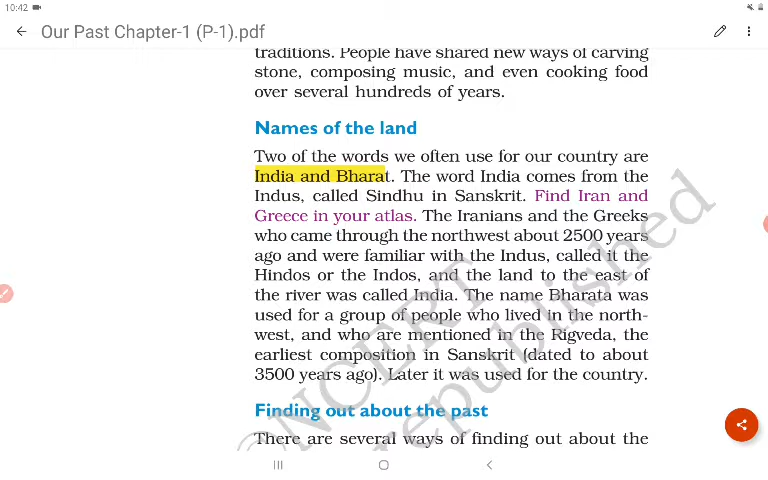 10:42
Our Past Chapter-1 (P-1).pdf
traditions. People have shared new ways of carving
stone, composing music, and even cooking food
over several hundreds of years.
Names of the land
Two of the words we often use for our country are
India and Bharat. The word India comes from the
Indus, called Sindhu in Sanskrit. Find Iran and
Greece in your atlas. The Iranians and the Greeks
who came through the northwest about 2500 years
ago and were familiar with the Indus, called it the
Hindos or the Indos, and the land to the east of
the river was called India. The name Bharata was
used for a group of people who lived in the north-
west, and who are mentioned in the Rigveda, the
earliest composition in Sanskrit (dated to about
3500 years ago). Later it was used for the country.
Finding out about the past
There are several ways of finding out about the
©NCERT
republished